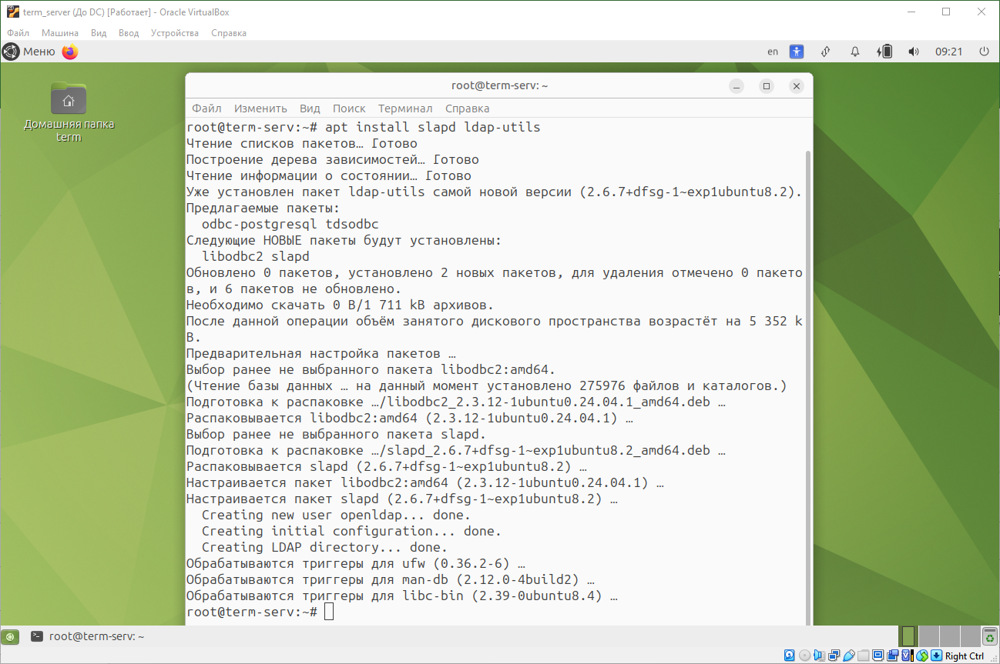 term_server (До DC) [Работает] - Oracle VirtualBox
Файл Машина Вид Ввод Устройства Справка
Меню en 09:21
Домашняя папка
term
root@term-serv: ~
Файл Изменить Вид Поиск Терминал Справка
root@term-serv:~# apt install slapd ldap-utils
Чтение списков пакетов… Готово
Построение дерева зависимостей… Готово
Чтение информации о состоянии… Готово
Уже установлен пакет ldap-utils самой новой версии (2.6.7+dfsg-1~exp1ubuntu8.2).
Предлагаемые пакеты:
  odbc-postgresql tdsodbc
Следующие НОВЫЕ пакеты будут установлены:
  libodbc2 slapd
Обновлено 0 пакетов, установлено 2 новых пакетов, для удаления отмечено 0 пакето
в, и 6 пакетов не обновлено.
Необходимо скачать 0 B/1 711 kB архивов.
После данной операции объём занятого дискового пространства возрастёт на 5 352 k
B.
Предварительная настройка пакетов …
Выбор ранее не выбранного пакета libodbc2:amd64.
(Чтение базы данных … на данный момент установлено 275976 файлов и каталогов.)
Подготовка к распаковке …/libodbc2_2.3.12-1ubuntu0.24.04.1_amd64.deb …
Распаковывается libodbc2:amd64 (2.3.12-1ubuntu0.24.04.1) …
Выбор ранее не выбранного пакета slapd.
Подготовка к распаковке …/slapd_2.6.7+dfsg-1~exp1ubuntu8.2_amd64.deb …
Распаковывается slapd (2.6.7+dfsg-1~exp1ubuntu8.2) …
Настраивается пакет libodbc2:amd64 (2.3.12-1ubuntu0.24.04.1) …
Настраивается пакет slapd (2.6.7+dfsg-1~exp1ubuntu8.2) …
  Creating new user openldap... done.
  Creating initial configuration... done.
  Creating LDAP directory... done.
Обрабатываются триггеры для ufw (0.36.2-6) …
Обрабатываются триггеры для man-db (2.12.0-4build2) …
Обрабатываются триггеры для libc-bin (2.39-0ubuntu8.4) …
root@term-serv:~#
root@term-serv: ~
Right Ctrl